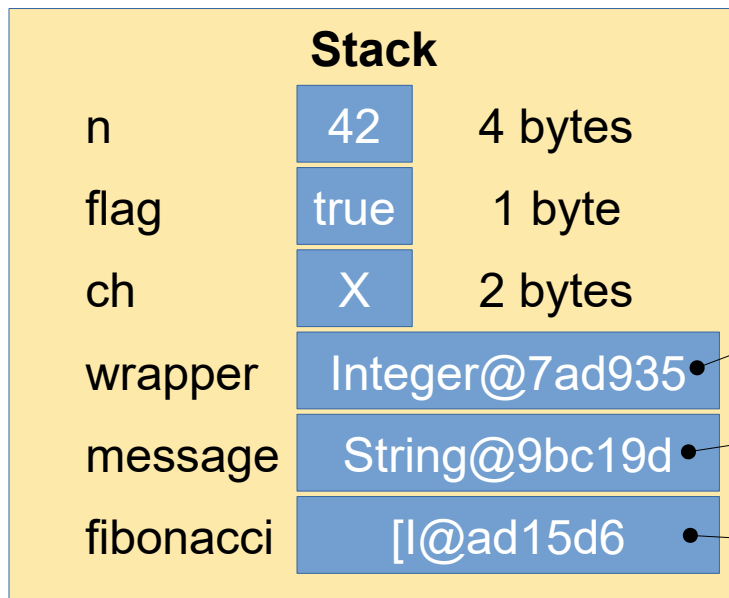 Stack
n 42 4 bytes
flag true 1 byte
ch X 2 bytes
wrapper Integer@7ad935
message String@9bc19d
fibonacci [I@ad15d6